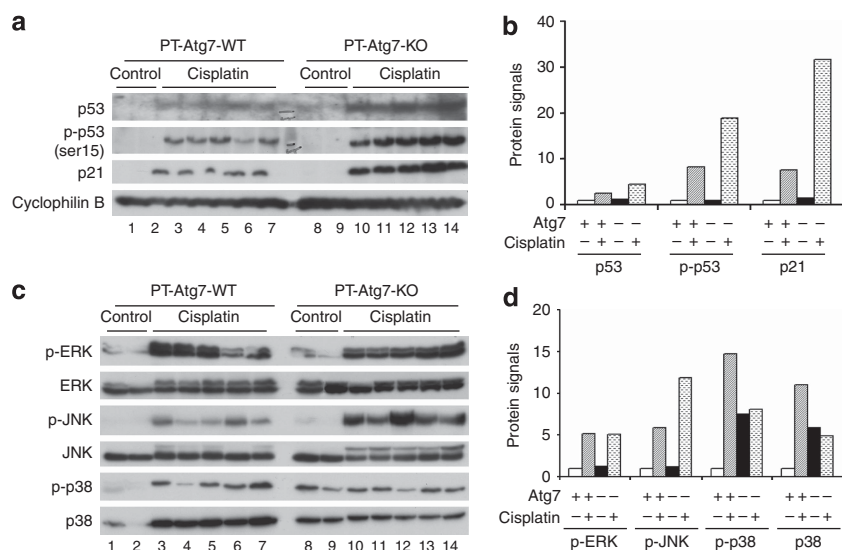 a
PT-Atg7-WT PT-Atg7-KO
Control Cisplatin Control Cisplatin
p53
p-p53
(ser15)
p21
Cyclophilin B
1 2 3 4 5 6 7 8 9 10 11 12 13 14
b
Protein signals
40
30
20
10
0
Atg7 + + − − + + − − + + − −
Cisplatin − + − + − + − + − + − +
p53 p-p53 p21
c
PT-Atg7-WT PT-Atg7-KO
Control Cisplatin Control Cisplatin
p-ERK
ERK
p-JNK
JNK
p-p38
p38
1 2 3 4 5 6 7 8 9 10 11 12 13 14
d
Protein signals
20
15
10
5
0
Atg7 + + − − + + − − + + − − + + − −
Cisplatin − + − + − + − + − + − + − + − +
p-ERK p-JNK p-p38 p38